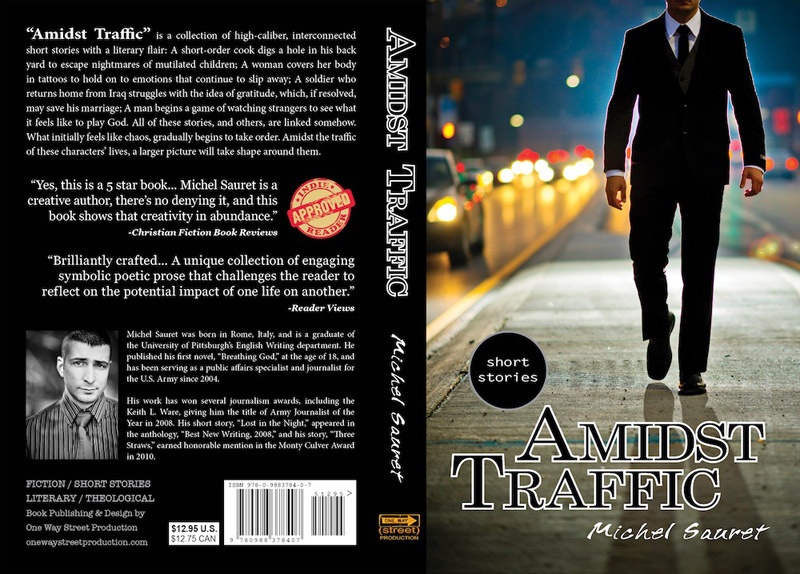 “Amidst Traffic” is a collection of high-caliber, interconnected
short stories with a literary flair: A short-order cook digs a hole in his back
yard to escape nightmares of mutilated children; A woman covers her body
in tattoos to hold on to emotions that continue to slip away; A soldier who
returns home from Iraq struggles with the idea of gratitude, which, if resolved,
may save his marriage; A man begins a game of watching strangers to see what
it feels like to play God. All of these stories, and others, are linked somehow.
What initially feels like chaos, gradually begins to take order. Amidst the traffic
of these characters’ lives, a larger picture will take shape around them.
“Yes, this is a 5 star book... Michel Sauret is a
creative author, there’s no denying it, and this
book shows that creativity in abundance.”
-Christian Fiction Book Reviews
INDIE
APPROVED
READER
“Brilliantly crafted... A unique collection of engaging
symbolic poetic prose that challenges the reader to
reflect on the potential impact of one life on another.”
-Reader Views
Michel Sauret was born in Rome, Italy, and is a graduate of
the University of Pittsburgh’s English Writing department. He
published his first novel, “Breathing God,” at the age of 18, and
has been serving as a public affairs specialist and journalist for
the U.S. Army since 2004.
His work has won several journalism awards, including the
Keith L. Ware, giving him the title of Army Journalist of the
Year in 2008. His short story, “Lost in the Night,” appeared in
the anthology, “Best New Writing, 2008,” and his story, “Three
Straws,” earned honorable mention in the Monty Culver Award
in 2010.
FICTION / SHORT STORIES
LITERARY / THEOLOGICAL
Book Publishing & Design by
One Way Street Production
onewaystreetproduction.com
$12.95 U.S.
$12.75 CAN
ISBN 978-0-9883784-0-7
51295>
9 780988 378407
AMIDST TRAFFIC
Michel Sauret
ONE WAY
(street)
PRODUCTION
short
stories
AMIDST
TRAFFIC
Michel Sauret